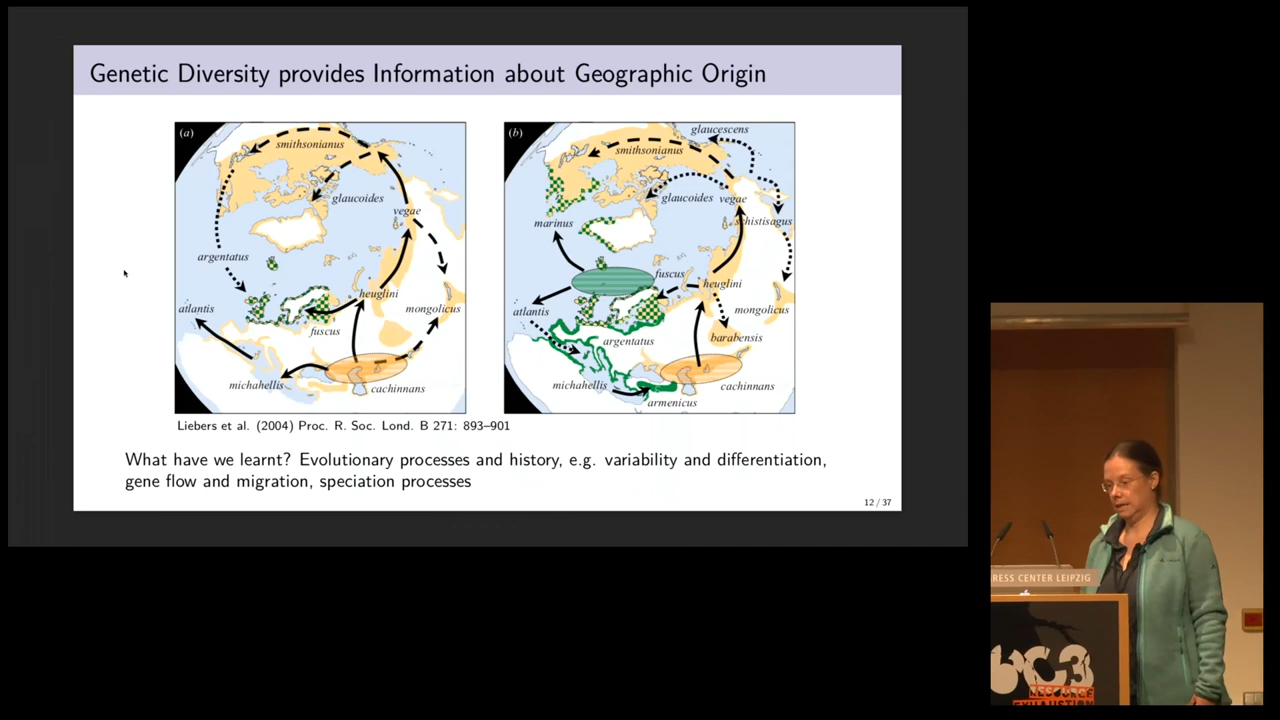 Genetic Diversity provides Information about Geographic Origin
(a)
smithsonianus
glaucoides
vegae
argentatus
heuglini
atlantis
mongolicus
fuscus
michahellis
cachinnans
(b)
glaucescens
smithsonianus
glaucoides
vegae
schistisagus
marinus
fuscus
heuglini
atlantis
mongolicus
argentatus
barabensis
michahellis
cachinnans
armenicus
Liebers et al. (2004) Proc. R. Soc. Lond. B 271: 893–901
What have we learnt? Evolutionary processes and history, e.g. variability and differentiation,
gene flow and migration, speciation processes
12 / 37
RESS CENTER LEIPZIG
C3
RESOURCE
EXHAUSTION